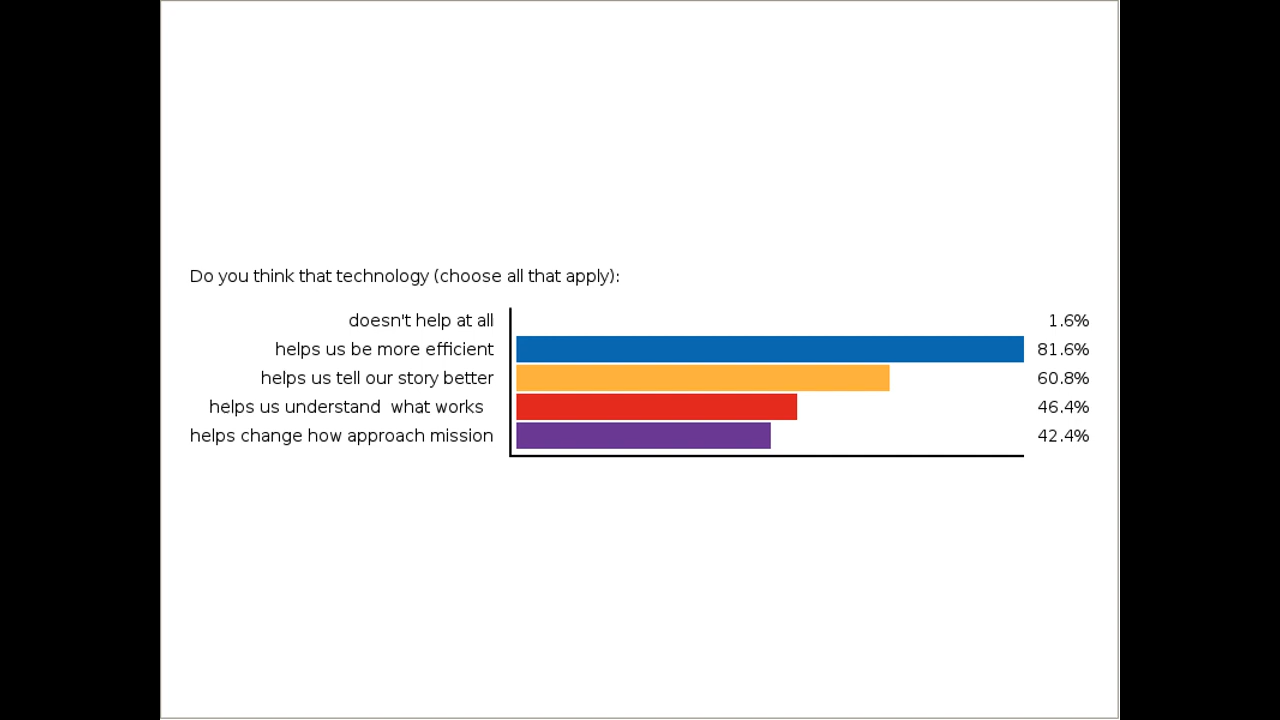 Do you think that technology (choose all that apply):
doesn't help at all 1.6%
helps us be more efficient 81.6%
helps us tell our story better 60.8%
helps us understand  what works 46.4%
helps change how approach mission 42.4%